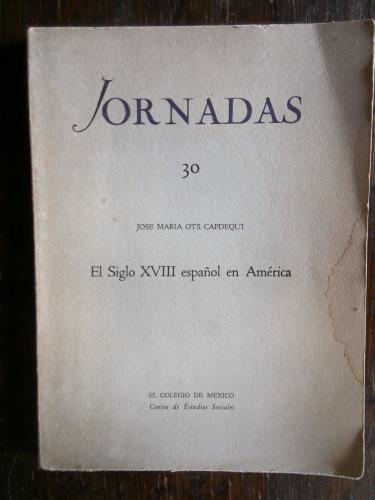 JORNADAS
30
JOSE MARIA OTS CAPDEQUI
El Siglo XVIII español en América
EL COLEGIO DE MEXICO
Centro de Estudios Sociales